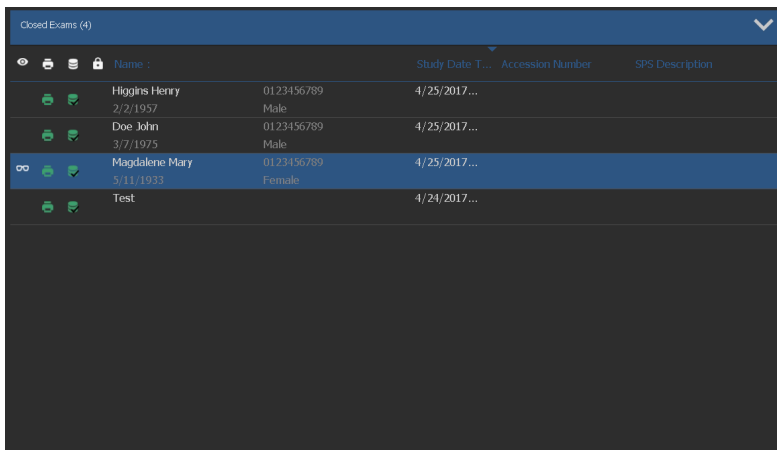 Closed Exams (4)
Name : Study Date T... Accession Number SPS Description
Higgins Henry 0123456789 4/25/2017...
2/2/1957 Male
Doe John 0123456789 4/25/2017...
3/7/1975 Male
Magdalene Mary 0123456789 4/25/2017...
5/11/1933 Female
Test 4/24/2017...